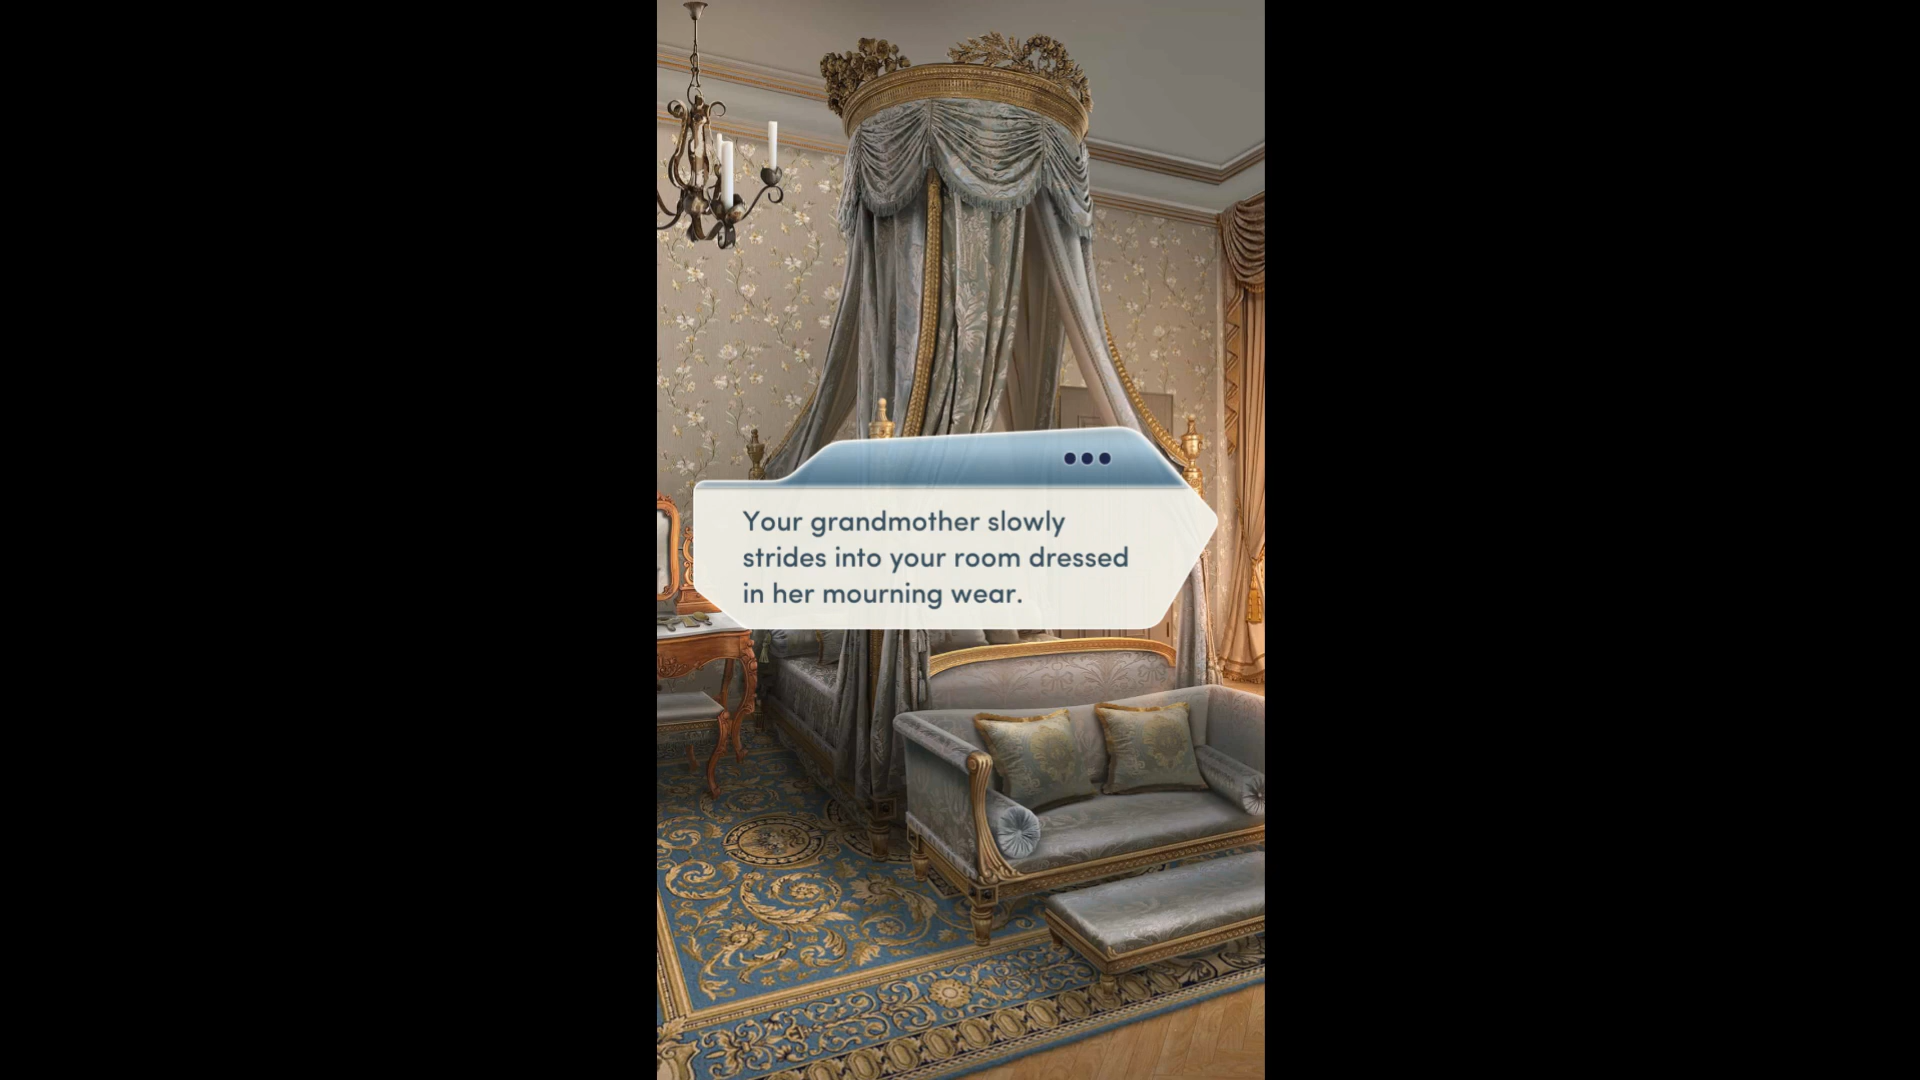 Your grandmother slowly
strides into your room dressed
in her mourning wear.